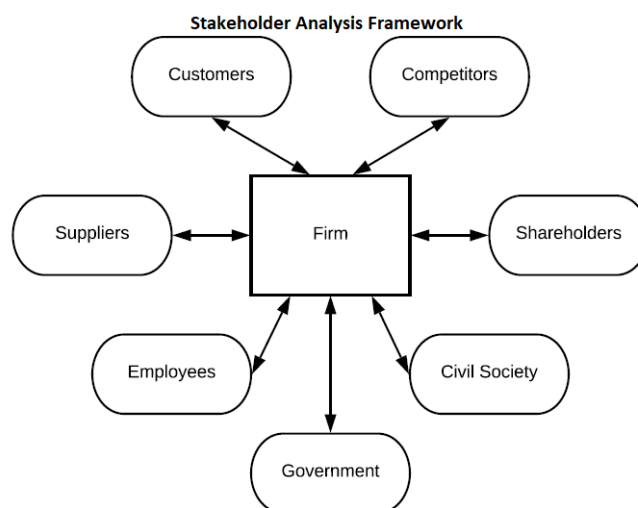 Stakeholder Analysis Framework
Customers
Competitors
Suppliers
Firm
Shareholders
Employees
Civil Society
Government